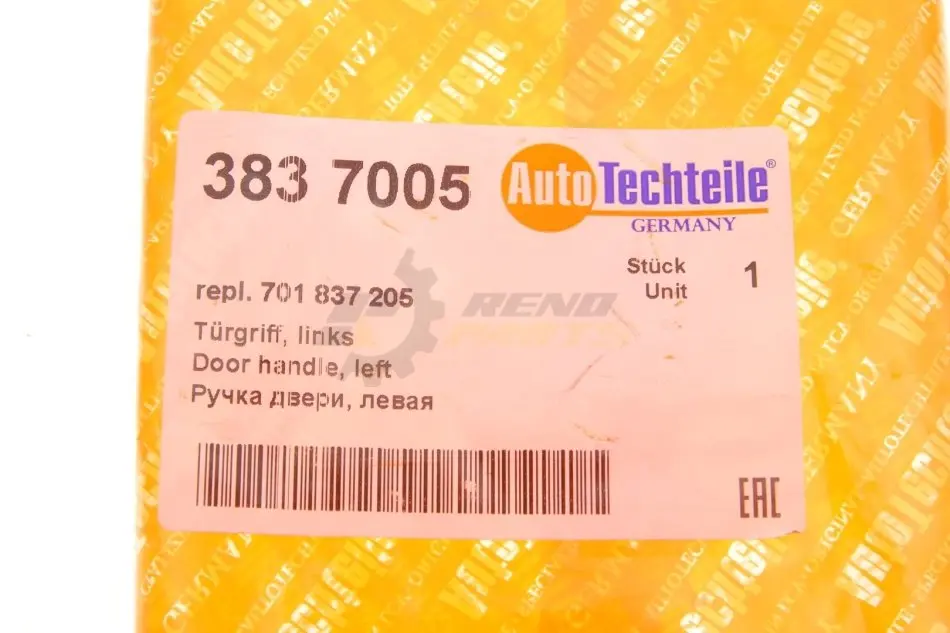 383 7005
AutoTechteile®
GERMANY
Stück 1
Unit
repl. 701 837 205
RENO
PARTS
Türgriff, links
Door handle, left
Ручка двери, левая
EAC